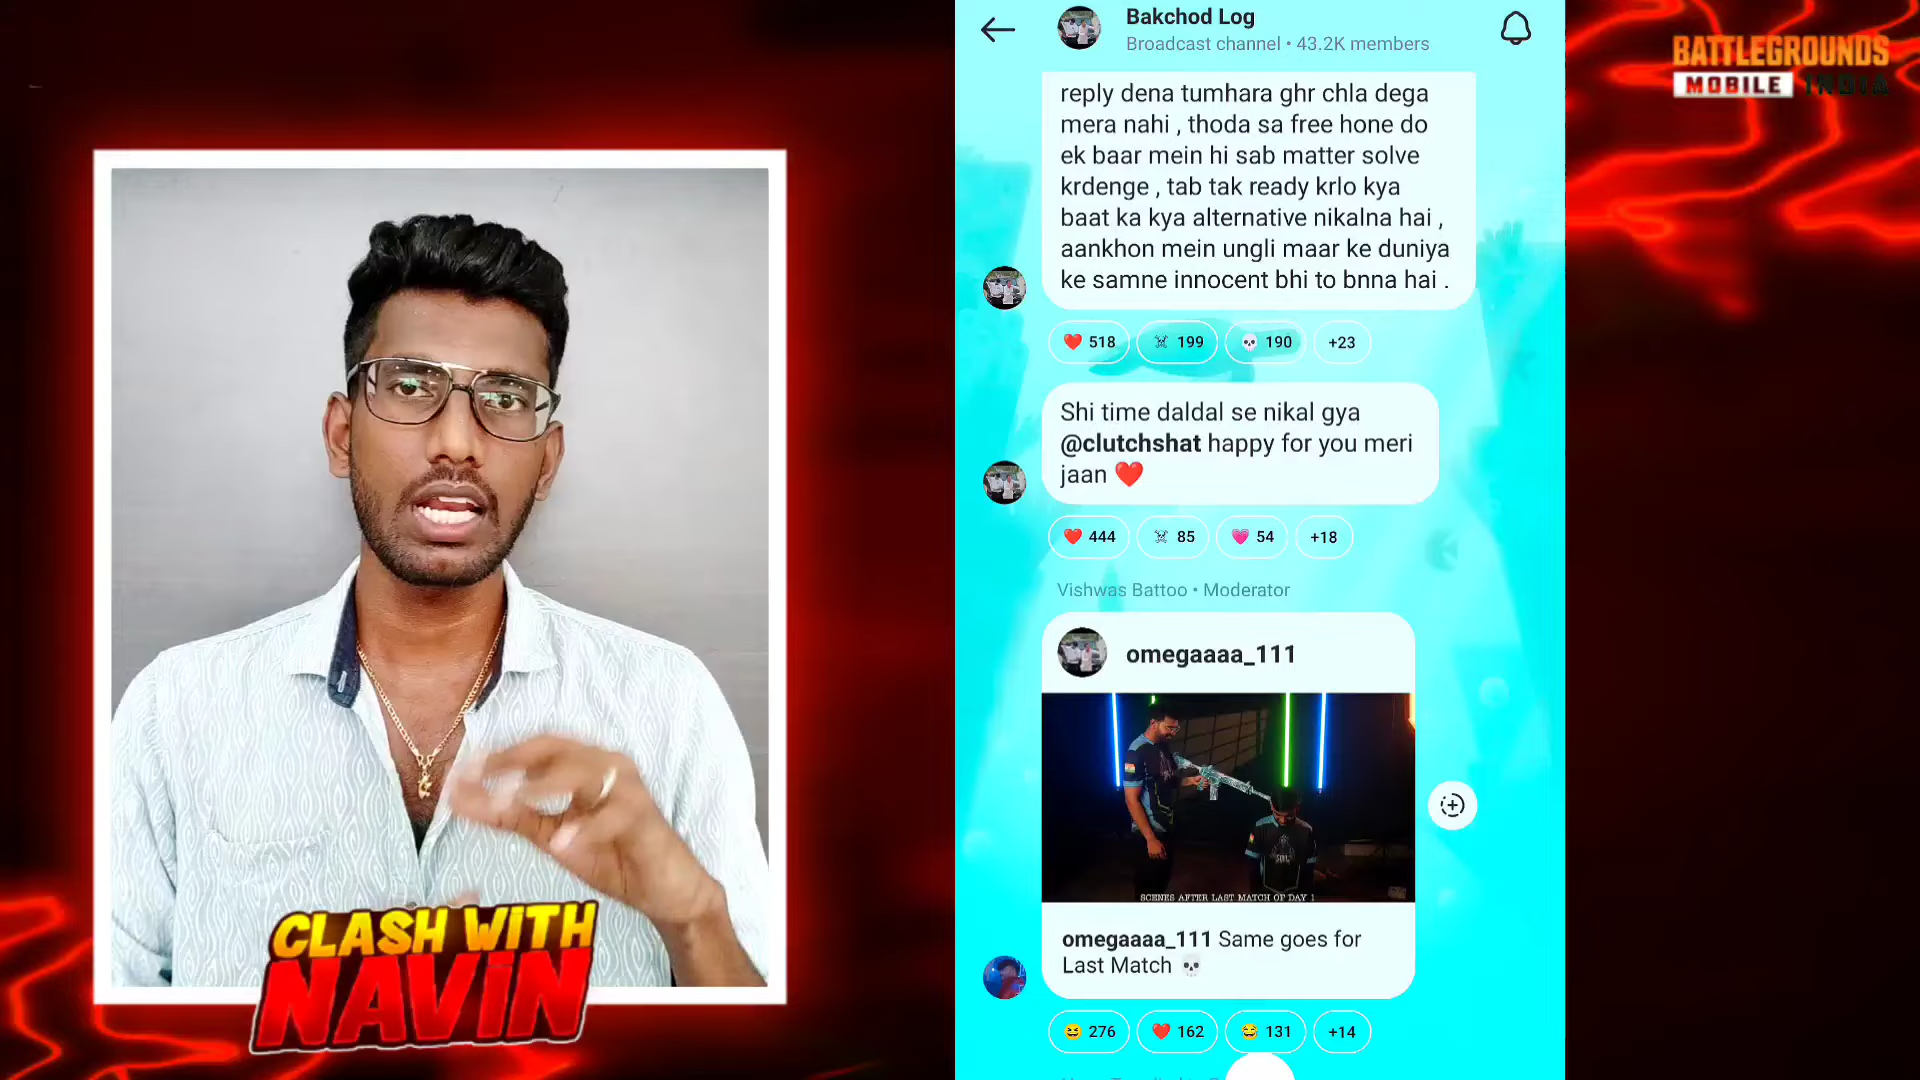 Bakchod Log
Broadcast channel • 43.2K members
BATTLEGROUNDS
MOBILE INDIA
reply dena tumhara ghr chla dega
mera nahi , thoda sa free hone do
ek baar mein hi sab matter solve
krdenge , tab tak ready krlo kya
baat ka kya alternative nikalna hai ,
aankhon mein ungli maar ke duniya
ke samne innocent bhi to bnna hai .
❤️ 518 ☠️ 199 💀 190 +23
Shi time daldal se nikal gya
@clutchshat happy for you meri
jaan ❤️
❤️ 444 ☠️ 85 💗 54 +18
Vishwas Battoo • Moderator
omegaaaa_111
SCENES AFTER LAST MATCH OF DAY 1
omegaaaa_111 Same goes for
Last Match 💀
😆 276 ❤️ 162 😂 131 +14
CLASH WITH
NAVIN